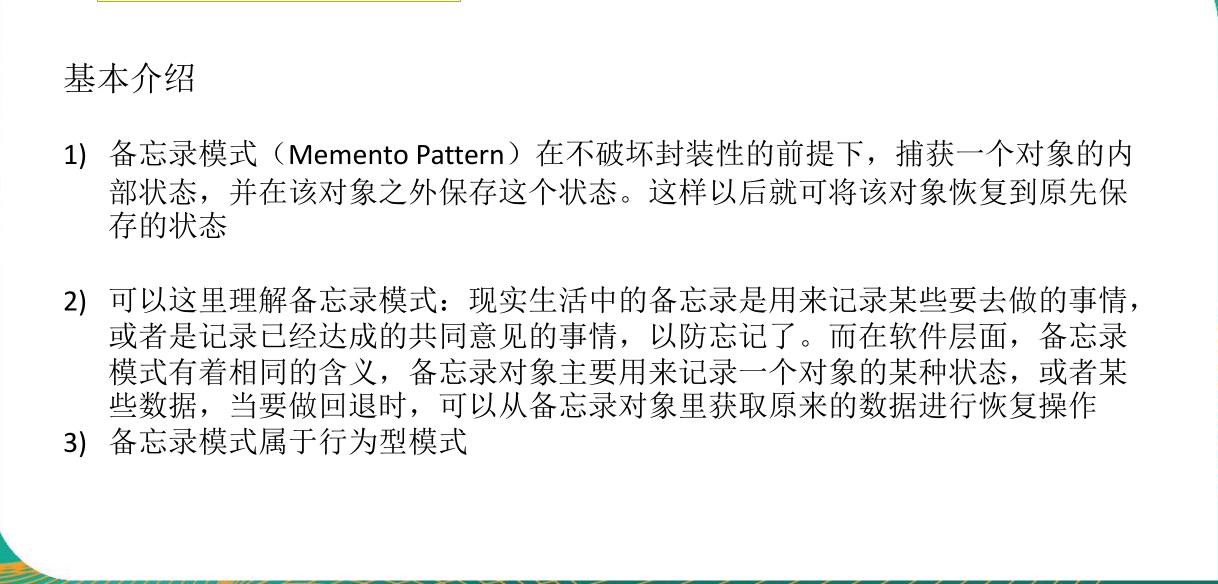 基本介绍
1) 备忘录模式（Memento Pattern）在不破坏封装性的前提下，捕获一个对象的内
部状态，并在该对象之外保存这个状态。这样以后就可将该对象恢复到原先保
存的状态
2) 可以这里理解备忘录模式：现实生活中的备忘录是用来记录某些要去做的事情，
或者是记录已经达成的共同意见的事情，以防忘记了。而在软件层面，备忘录
模式有着相同的含义，备忘录对象主要用来记录一个对象的某种状态，或者某
些数据，当要做回退时，可以从备忘录对象里获取原来的数据进行恢复操作
3) 备忘录模式属于行为型模式